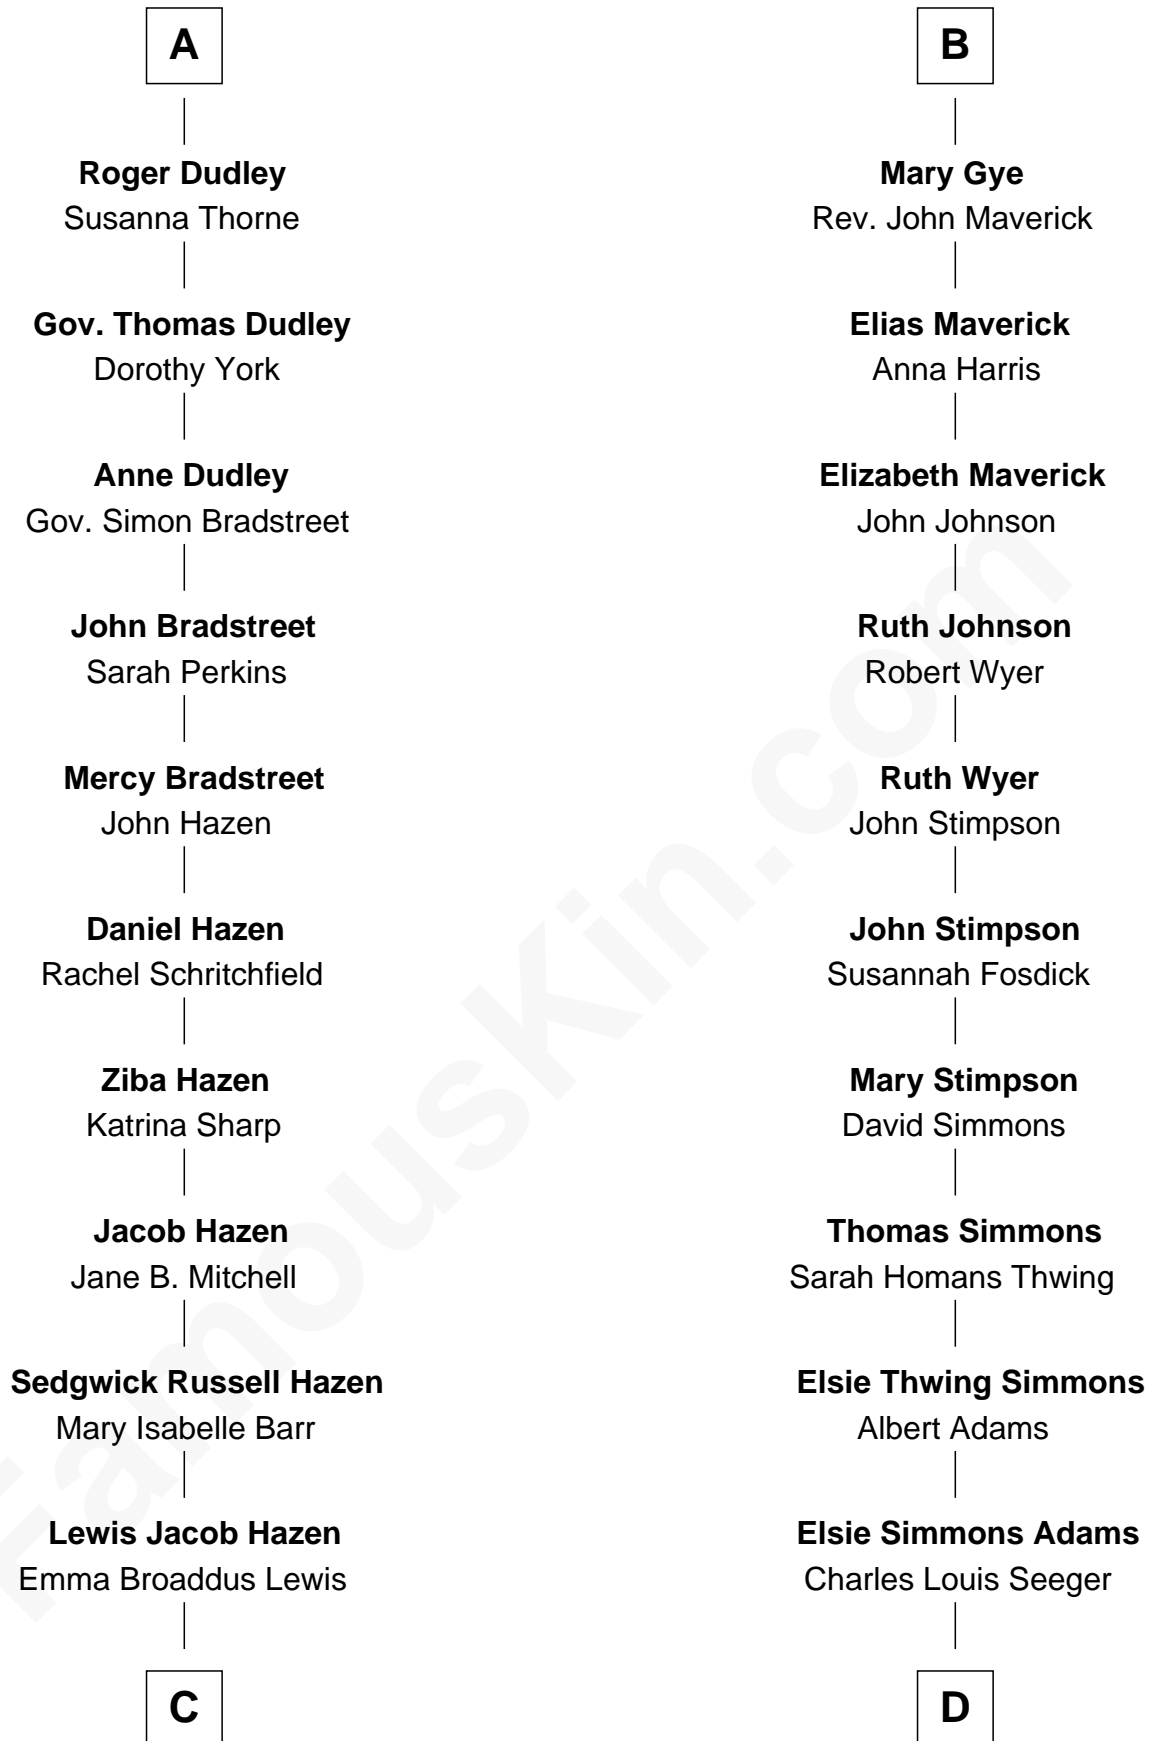 A
Roger Dudley
Susanna Thorne
Gov. Thomas Dudley
Dorothy York
Anne Dudley
Gov. Simon Bradstreet
John Bradstreet
Sarah Perkins
Mercy Bradstreet
John Hazen
Daniel Hazen
Rachel Schritchfield
Ziba Hazen
Katrina Sharp
Jacob Hazen
Jane B. Mitchell
Sedgwick Russell Hazen
Mary Isabelle Barr
Lewis Jacob Hazen
Emma Broaddus Lewis
C
B
Mary Gye
Rev. John Maverick
Elias Maverick
Anna Harris
Elizabeth Maverick
John Johnson
Ruth Johnson
Robert Wyer
Ruth Wyer
John Stimpson
John Stimpson
Susannah Fosdick
Mary Stimpson
David Simmons
Thomas Simmons
Sarah Homans Thwing
Elsie Thwing Simmons
Albert Adams
Elsie Simmons Adams
Charles Louis Seeger
D
FamousKin.com